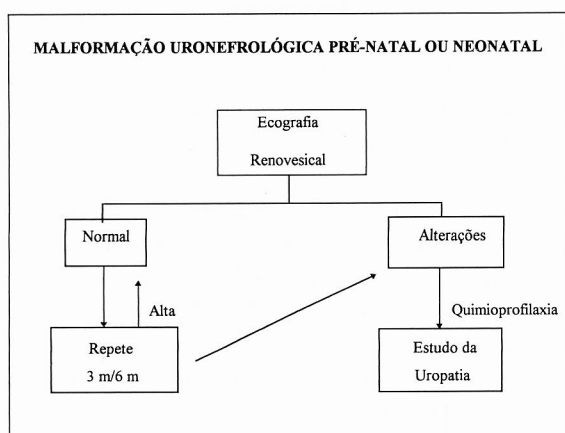 MALFORMAÇÃO URONEFROLÓGICA PRÉ-NATAL OU NEONATAL
Ecografia
Renovesical
Normal
Alterações
Alta
Quimioprofilaxia
Repete
3 m/6 m
Estudo da
Uropatia